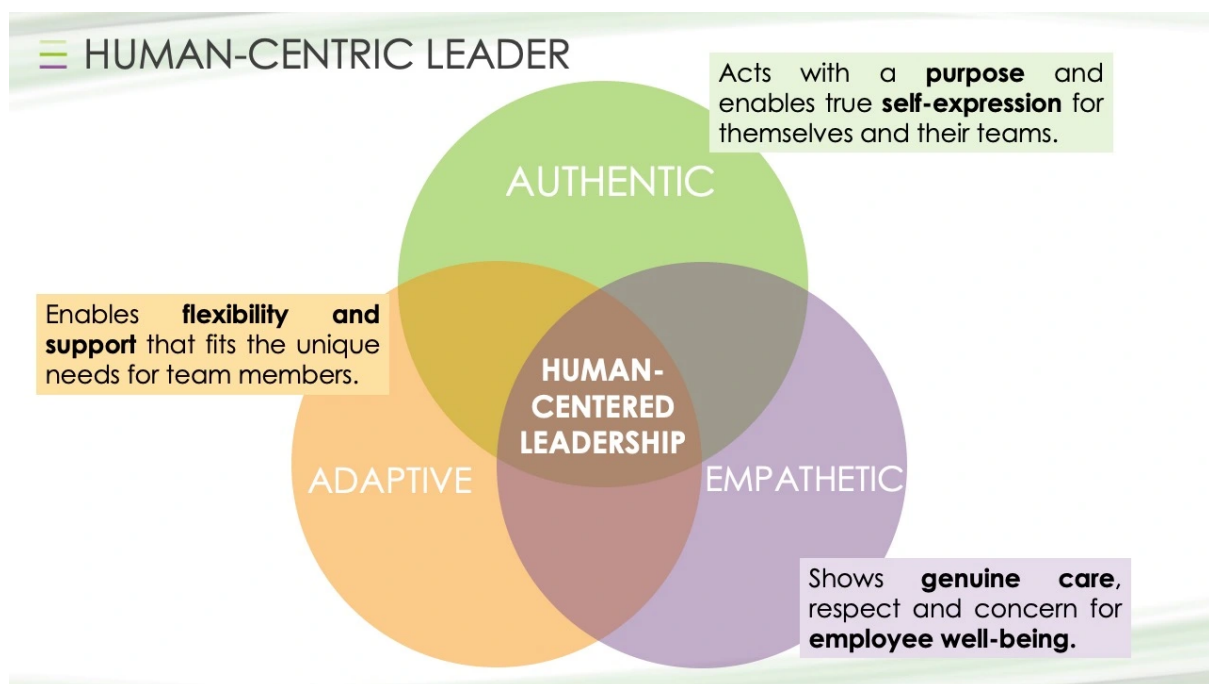 HUMAN-CENTRIC LEADER
Acts with a purpose and
enables true self-expression for
themselves and their teams.
AUTHENTIC
Enables flexibility and
support that fits the unique
needs for team members.
HUMAN-
CENTERED
LEADERSHIP
ADAPTIVE
EMPATHETIC
Shows genuine care,
respect and concern for
employee well-being.